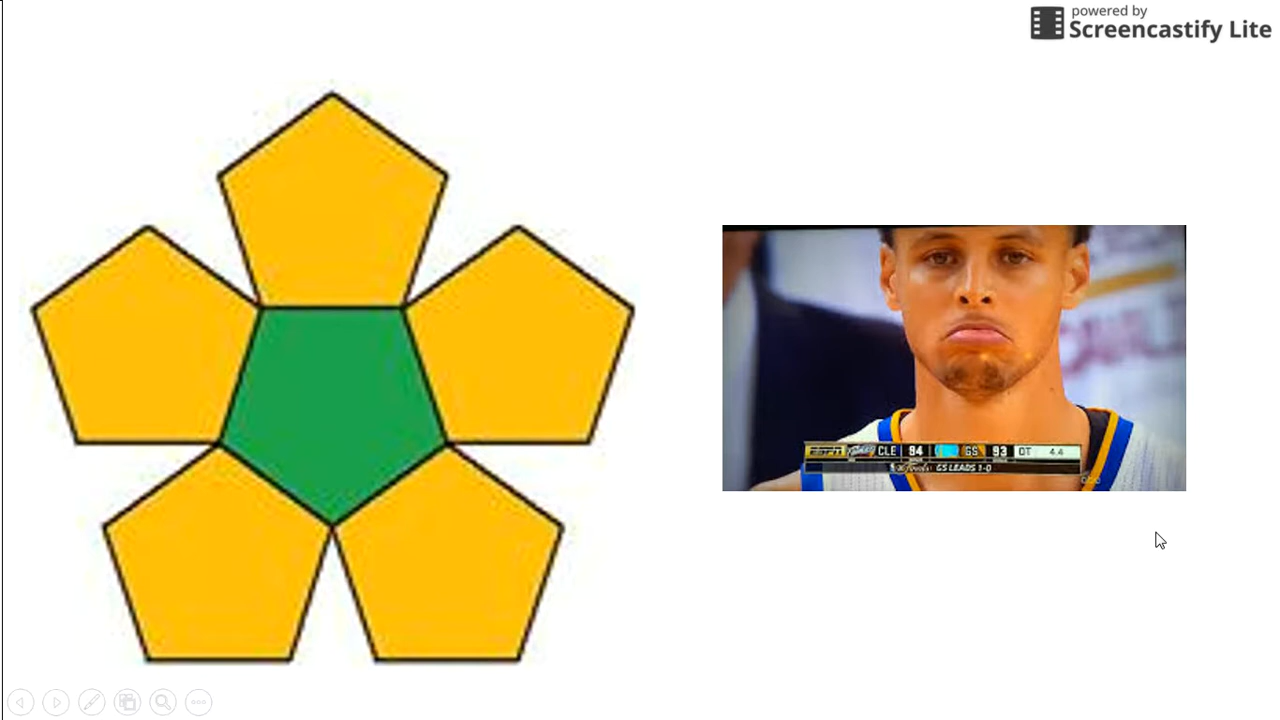 powered by
Screencastify Lite
ESPN CLE 94 GS 93 OT 4.4
GS LEADS 1-0